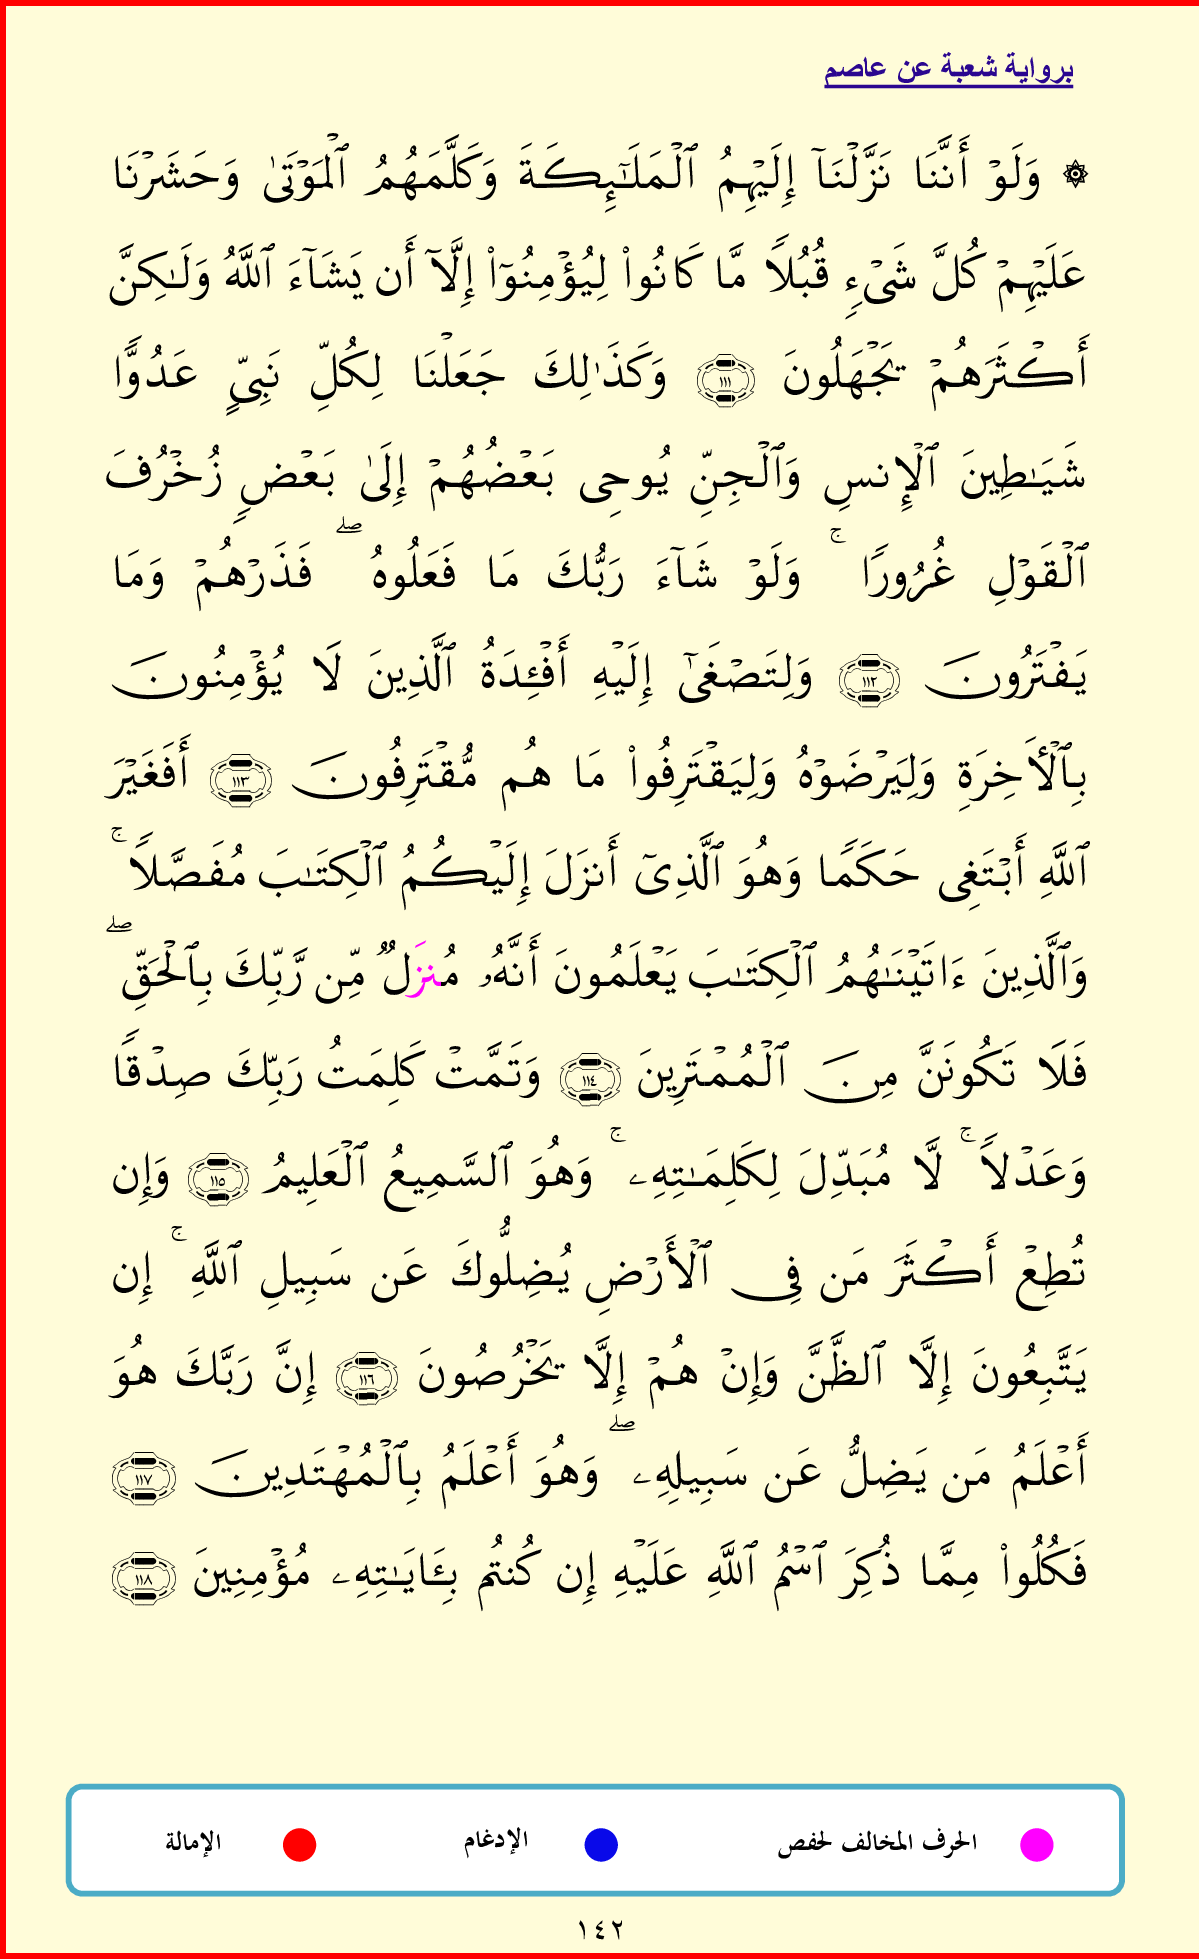 برواية شعبة عن عاصم
۞ وَلَوۡ أَنَّنَا نَزَّلۡنَآ إِلَيۡهِمُ ٱلۡمَلَٰٓئِكَةَ وَكَلَّمَهُمُ ٱلۡمَوۡتَىٰ وَحَشَرۡنَا
عَلَيۡهِمۡ كُلَّ شَيۡءٖ قُبُلٗا مَّا كَانُواْ لِيُؤۡمِنُوٓاْ إِلَّآ أَن يَشَآءَ ٱللَّهُ وَلَٰكِنَّ
أَكۡثَرَهُمۡ يَجۡهَلُونَ ١١١ وَكَذَٰلِكَ جَعَلۡنَا لِكُلِّ نَبِيٍّ عَدُوّٗا
شَيَٰطِينَ ٱلۡإِنسِ وَٱلۡجِنِّ يُوحِي بَعۡضُهُمۡ إِلَىٰ بَعۡضٖ زُخۡرُفَ
ٱلۡقَوۡلِ غُرُورٗاۚ وَلَوۡ شَآءَ رَبُّكَ مَا فَعَلُوهُۖ فَذَرۡهُمۡ وَمَا
يَفۡتَرُونَ ١١٢ وَلِتَصۡغَىٰٓ إِلَيۡهِ أَفۡـِٔدَةُ ٱلَّذِينَ لَا يُؤۡمِنُونَ
بِٱلۡأٓخِرَةِ وَلِيَرۡضَوۡهُ وَلِيَقۡتَرِفُواْ مَا هُم مُّقۡتَرِفُونَ ١١٣ أَفَغَيۡرَ
ٱللَّهِ أَبۡتَغِي حَكَمٗا وَهُوَ ٱلَّذِيٓ أَنزَلَ إِلَيۡكُمُ ٱلۡكِتَٰبَ مُفَصَّلٗاۚ
وَٱلَّذِينَ ءَاتَيۡنَٰهُمُ ٱلۡكِتَٰبَ يَعۡلَمُونَ أَنَّهُۥ مُنزَلٞ مِّن رَّبِّكَ بِٱلۡحَقِّۖ
فَلَا تَكُونَنَّ مِنَ ٱلۡمُمۡتَرِينَ ١١٤ وَتَمَّتۡ كَلِمَتُ رَبِّكَ صِدۡقٗا
وَعَدۡلٗاۚ لَّا مُبَدِّلَ لِكَلِمَٰتِهِۦۚ وَهُوَ ٱلسَّمِيعُ ٱلۡعَلِيمُ ١١٥ وَإِن
تُطِعۡ أَكۡثَرَ مَن فِي ٱلۡأَرۡضِ يُضِلُّوكَ عَن سَبِيلِ ٱللَّهِۚ إِن
يَتَّبِعُونَ إِلَّا ٱلظَّنَّ وَإِنۡ هُمۡ إِلَّا يَخۡرُصُونَ ١١٦ إِنَّ رَبَّكَ هُوَ
أَعۡلَمُ مَن يَضِلُّ عَن سَبِيلِهِۦۖ وَهُوَ أَعۡلَمُ بِٱلۡمُهۡتَدِينَ ١١٧
فَكُلُواْ مِمَّا ذُكِرَ ٱسۡمُ ٱللَّهِ عَلَيۡهِ إِن كُنتُم بِـَٔايَٰتِهِۦ مُؤۡمِنِينَ ١١٨
الحرف المخالف لحفص الإدغام الإمالة
١٤٢